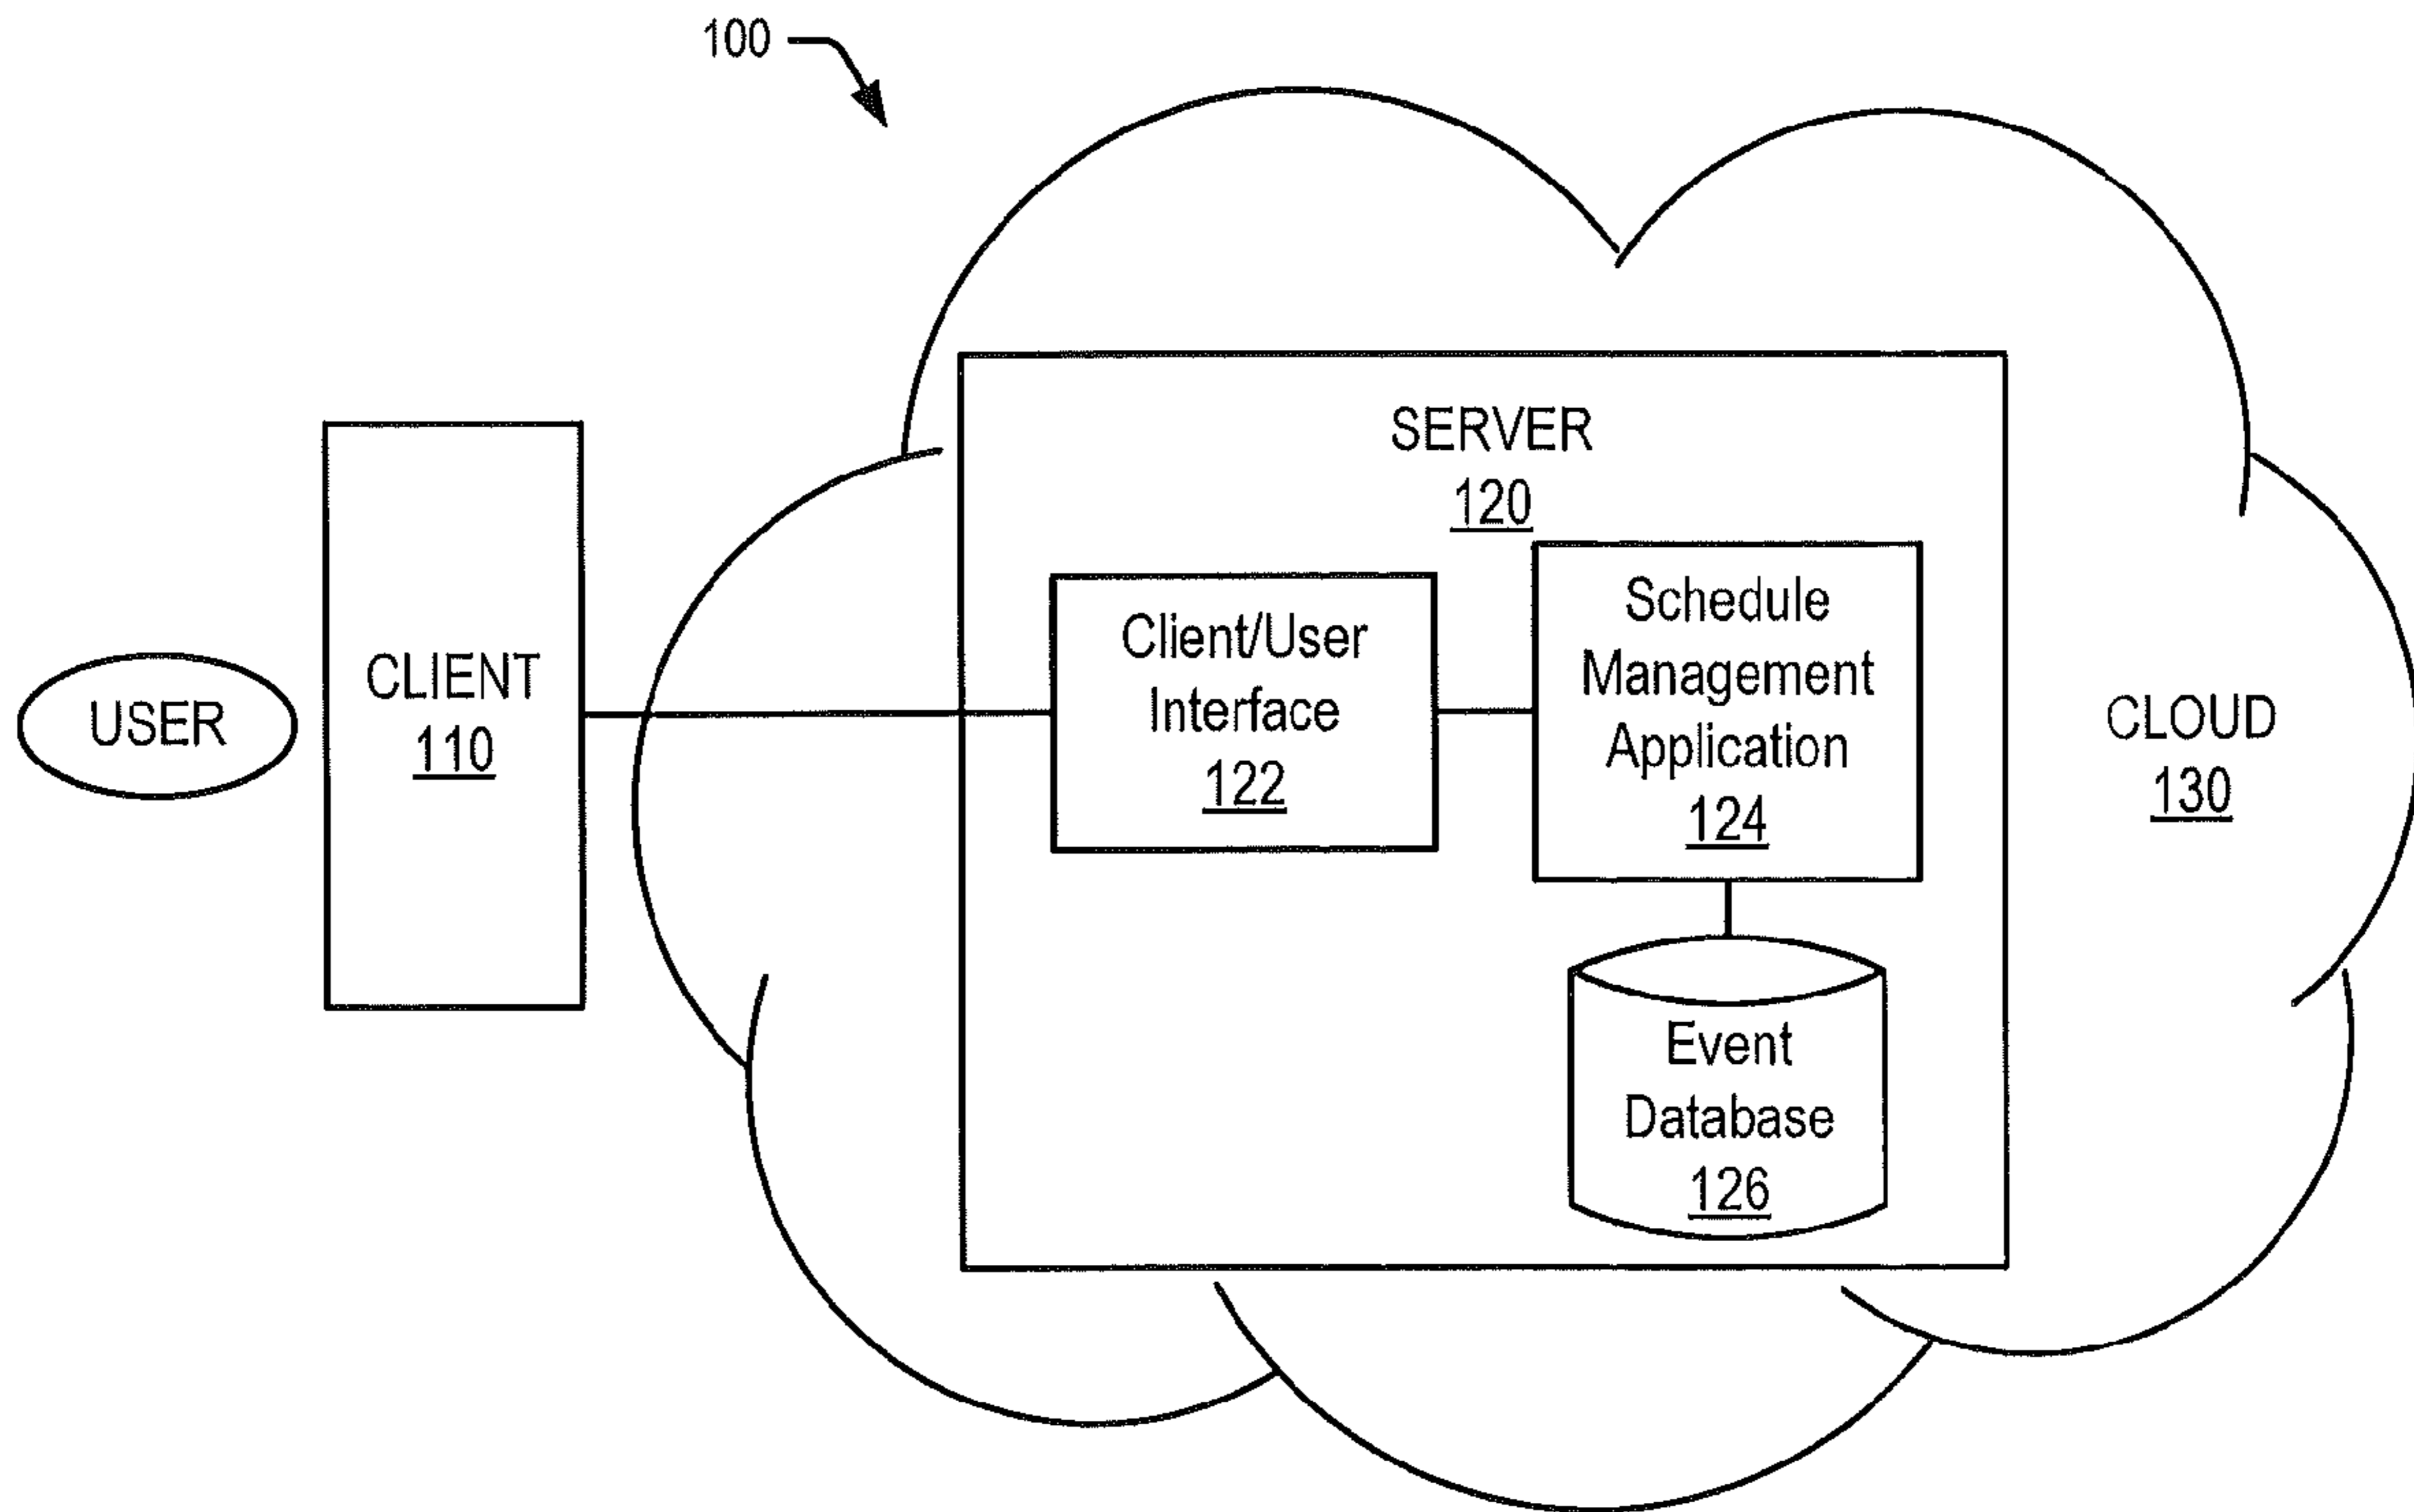 100
USER
CLIENT
110
SERVER
120
Client/User
Interface
122
Schedule
Management
Application
124
Event
Database
126
CLOUD
130